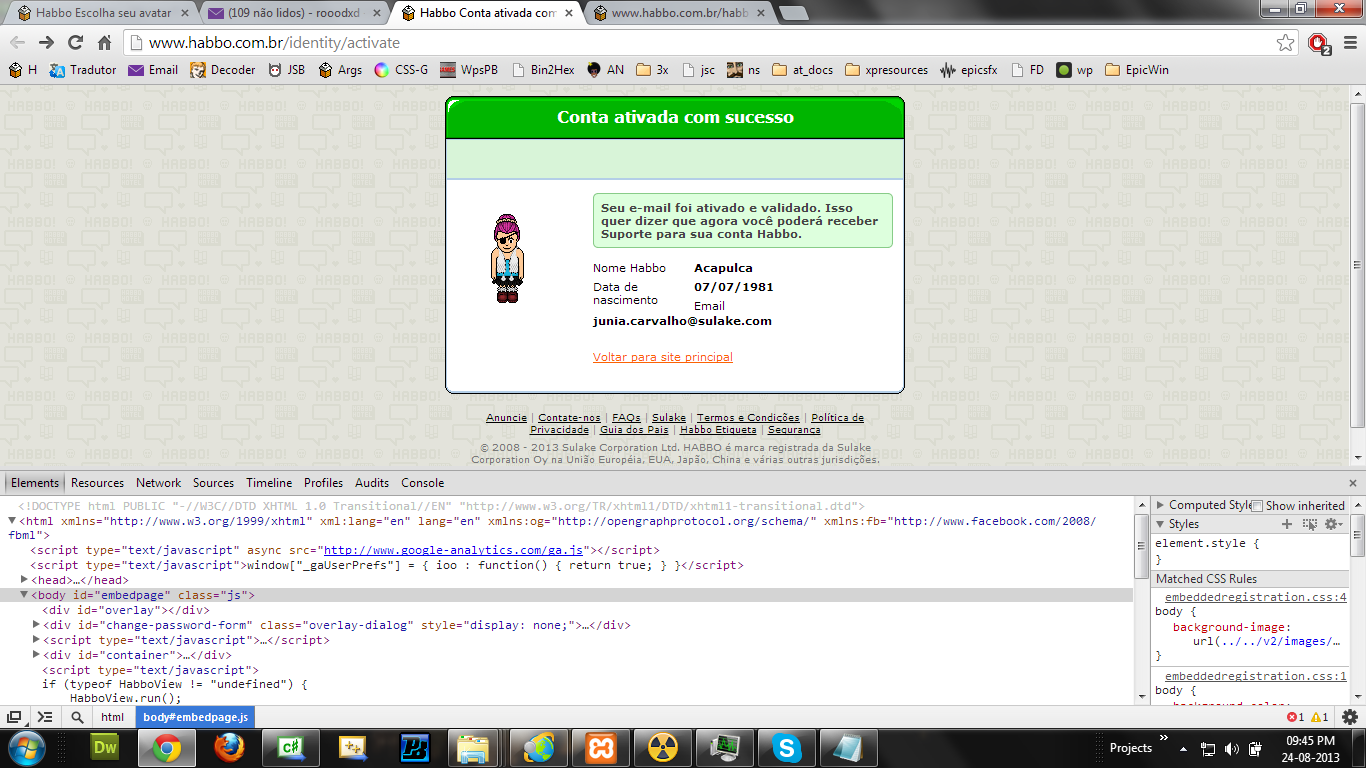 Habbo Escolha seu avatar
(109 não lidos) - rooodxd
Habbo Conta ativada com
www.habbo.com.br/habb
www.habbo.com.br/identity/activate
2
H Tradutor Email Decoder JSB Args CSS-G WpsPB Bin2Hex AN 3x jsc ns at_docs xpresources epicsfx FD wp EpicWin
Conta ativada com sucesso
Seu e-mail foi ativado e validado. Isso
quer dizer que agora você poderá receber
Suporte para sua conta Habbo.
Nome Habbo Acapulca
Data de 07/07/1981
nascimento
Email
junia.carvalho@sulake.com
Voltar para site principal
Anuncie | Contate-nos | FAQs | Sulake | Termos e Condições | Política de
Privacidade | Guia dos Pais | Habbo Etiqueta | Segurança
© 2008 - 2013 Sulake Corporation Ltd. HABBO é marca registrada da Sulake
Corporation Oy na União Européia, EUA, Japão, China e várias outras jurisdições.
Elements Resources Network Sources Timeline Profiles Audits Console
<!DOCTYPE html PUBLIC "-//W3C//DTD XHTML 1.0 Transitional//EN" "http://www.w3.org/TR/xhtml1/DTD/xhtml1-transitional.dtd">
<html xmlns="http://www.w3.org/1999/xhtml" xml:lang="en" lang="en" xmlns:og="http://opengraphprotocol.org/schema/" xmlns:fb="http://www.facebook.com/2008/
fbml">
<script type="text/javascript" async src="http://www.google-analytics.com/ga.js"></script>
<script type="text/javascript">window["_gaUserPrefs"] = { ioo : function() { return true; } }</script>
<head>…</head>
<body id="embedpage" class="js">
<div id="overlay"></div>
<div id="change-password-form" class="overlay-dialog" style="display: none;">…</div>
<script type="text/javascript">…</script>
<div id="container">…</div>
<script type="text/javascript">
if (typeof HabboView != "undefined") {
HabboView.run();
Computed Style Show inherited
Styles
element.style {
}
Matched CSS Rules
embeddedregistration.css:4
body {
background-image:
url(../../v2/images/…
}
embeddedregistration.css:1
body {
html body#embedpage.js
1 1
Dw
Projects
09:45 PM
24-08-2013